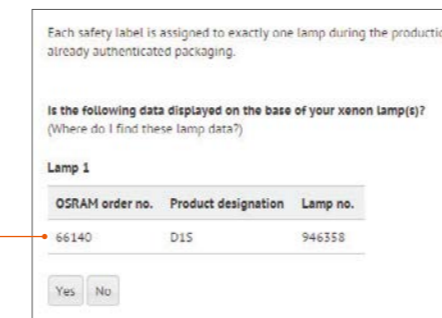 Each safety label is assigned to exactly one lamp during the productio
already authenticated packaging.
Is the following data displayed on the base of your xenon lamp(s)?
(Where do I find these lamp data?)
Lamp 1
OSRAM order no. Product designation Lamp no.
66140 D1S 946358
Yes No